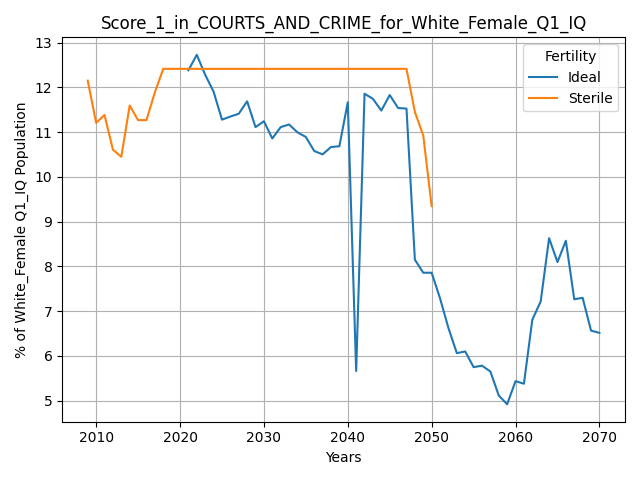 Score_1_in_COURTS_AND_CRIME_for_White_Female_Q1_IQ
% of White_Female Q1_IQ Population
13
12
11
10
9
8
7
6
5
Fertility
Ideal
Sterile
2010 2020 2030 2040 2050 2060 2070
Years